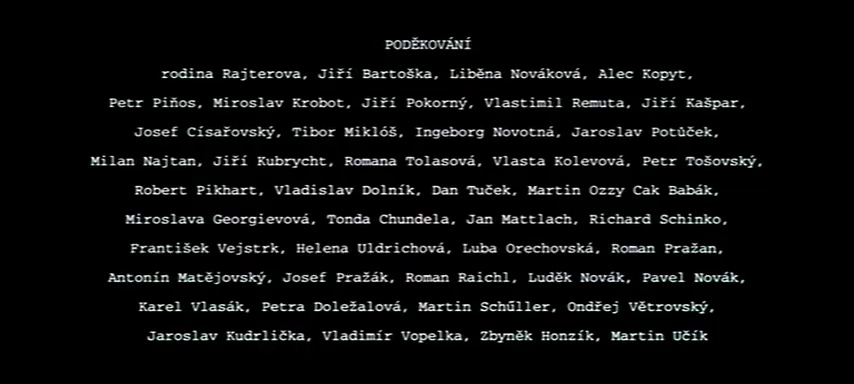 PODĚKOVÁNÍ
rodina Rajterova, Jiří Bartoška, Liběna Nováková, Alec Kopyt,
Petr Piňos, Miroslav Krobot, Jiří Pokorný, Vlastimil Remuta, Jiří Kašpar,
Josef Císařovský, Tibor Miklóš, Ingeborg Novotná, Jaroslav Potůček,
Milan Najtan, Jiří Kubrycht, Romana Tolasová, Vlasta Kolevová, Petr Tošovský,
Robert Pikhart, Vladislav Dolník, Dan Tuček, Martin Ozzy Cak Babák,
Miroslava Georgievová, Tonda Chundela, Jan Mattlach, Richard Schinko,
František Vejstrk, Helena Uldrichová, Luba Orechovská, Roman Pražan,
Antonín Matějovský, Josef Pražák, Roman Raichl, Luděk Novák, Pavel Novák,
Karel Vlasák, Petra Doležalová, Martin Schűller, Ondřej Větrovský,
Jaroslav Kudrlička, Vladimír Vopelka, Zbyněk Honzík, Martin Učík